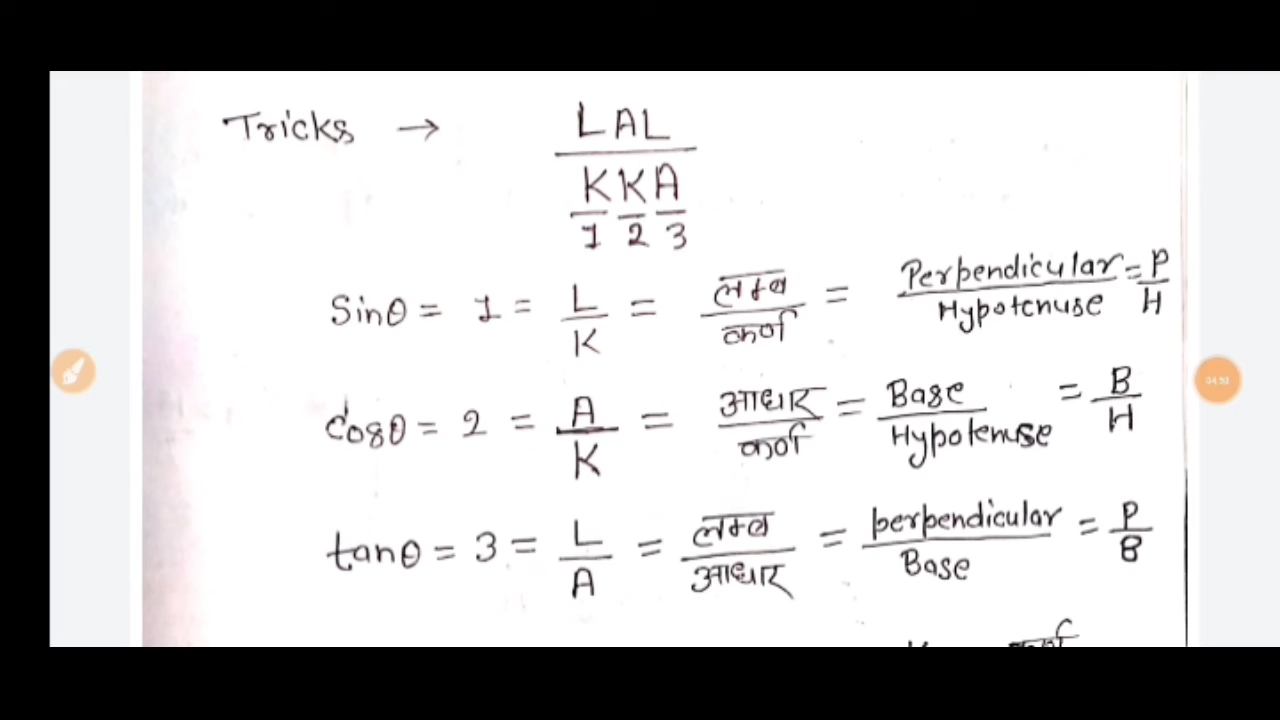 Tricks → LAL
KKA
1 2 3
Sinθ = 1 = L/K = लम्ब/कर्ण = Perpendicular/Hypotenuse = P/H
Cosθ = 2 = A/K = आधार/कर्ण = Base/Hypotenuse = B/H
tanθ = 3 = L/A = लम्ब/आधार = perpendicular/Base = P/B